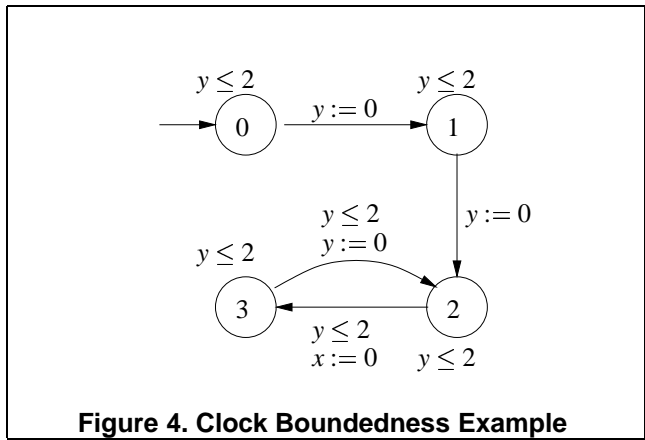 y ≤ 2
y ≤ 2
0
y := 0
1
y := 0
y ≤ 2
y := 0
y ≤ 2
3
2
y ≤ 2
x := 0
y ≤ 2
Figure 4. Clock Boundedness Example